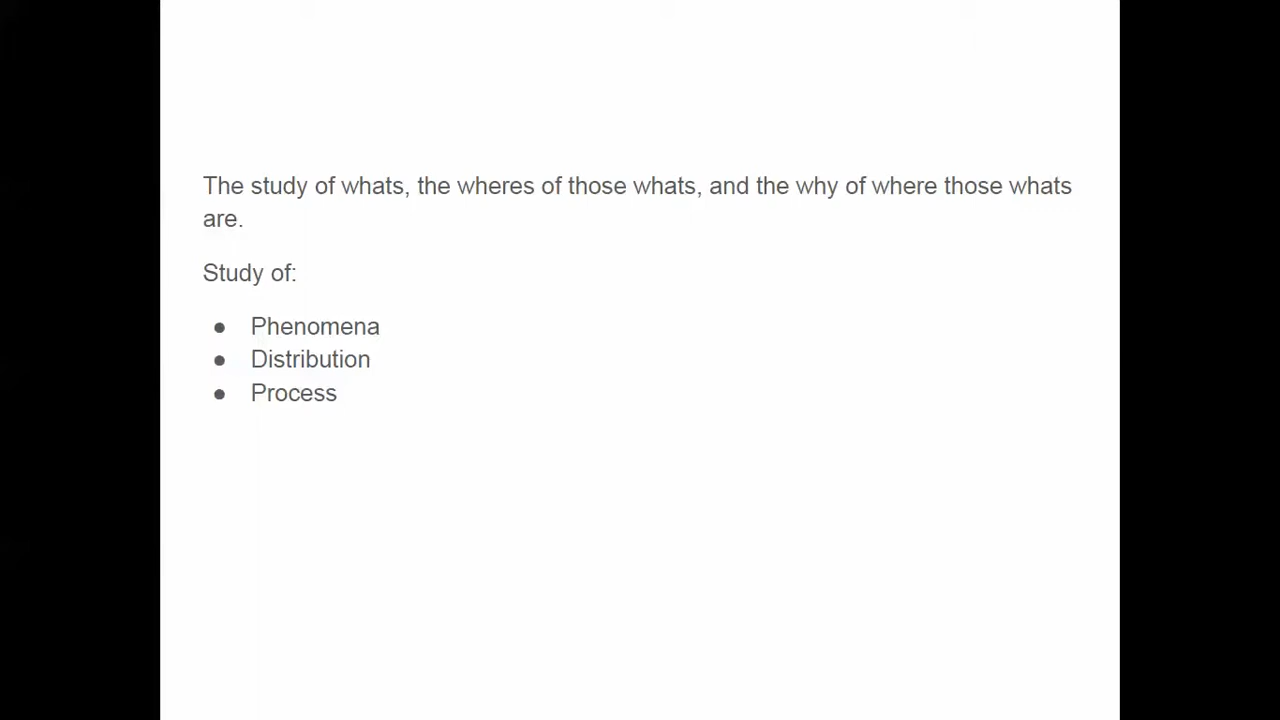 The study of whats, the wheres of those whats, and the why of where those whats
are.
Study of:
● Phenomena
● Distribution
● Process